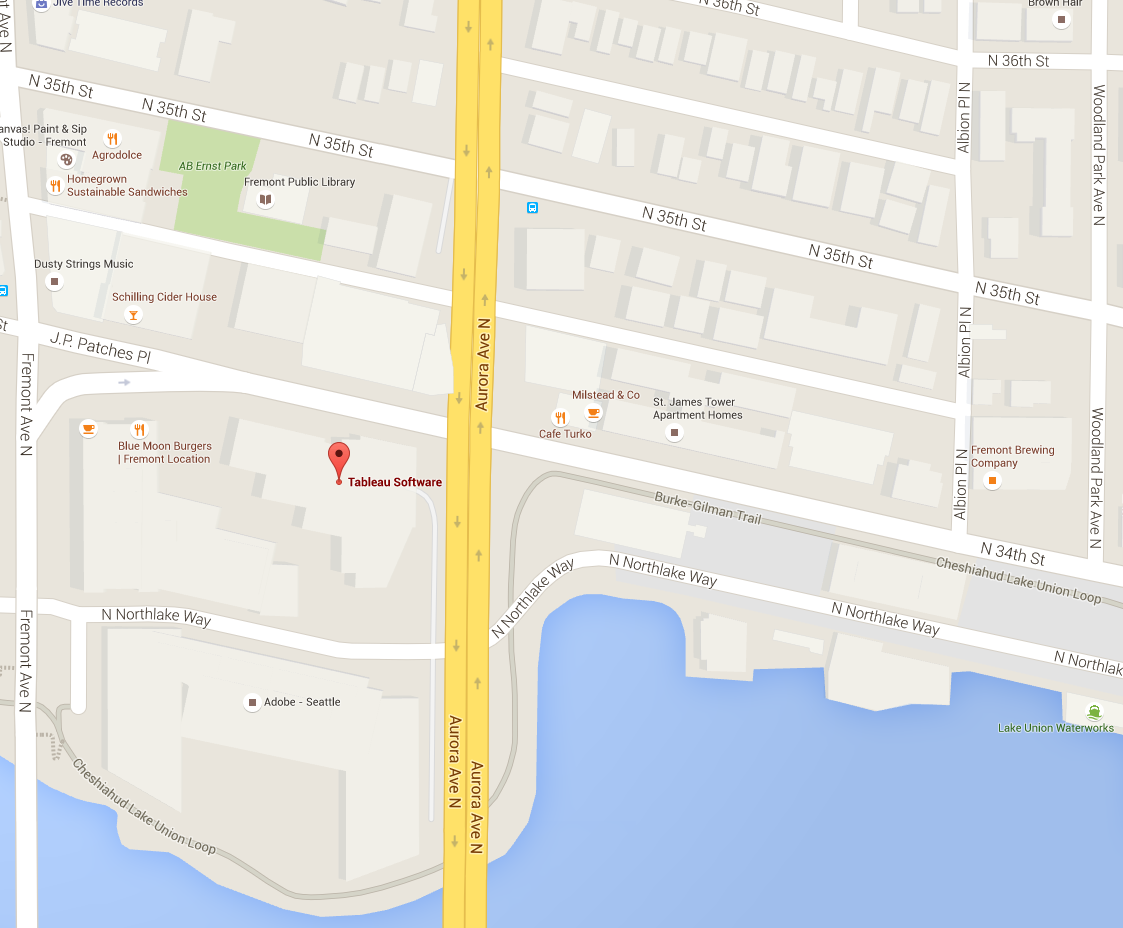 Jive Time Records
N 36th St
Brown Hair
Ave N
N 36th St
N 35th St
N 35th St
N 35th St
Albion Pl N
Woodland Park Ave N
anvas! Paint & Sip
Studio - Fremont
Agrodolce
AB Ernst Park
Homegrown
Sustainable Sandwiches
Fremont Public Library
N 35th St
N 35th St
N 35th St
Dusty Strings Music
Schilling Cider House
St
J.P. Patches Pl
Aurora Ave N
Albion Pl N
Fremont Ave N
Milstead & Co
Cafe Turko
St. James Tower
Apartment Homes
Blue Moon Burgers
| Fremont Location
Tableau Software
Fremont Brewing
Company
Albion Pl N
Woodland Park Ave N
Burke-Gilman Trail
N 34th St
Cheshiahud Lake Union Loop
N Northlake Way
N Northlake Way
N Northlake Way
N Northlake Way
N Northlak
Fremont Ave N
Adobe - Seattle
Lake Union Waterworks
Aurora Ave N
Aurora Ave N
Cheshiahud Lake Union Loop